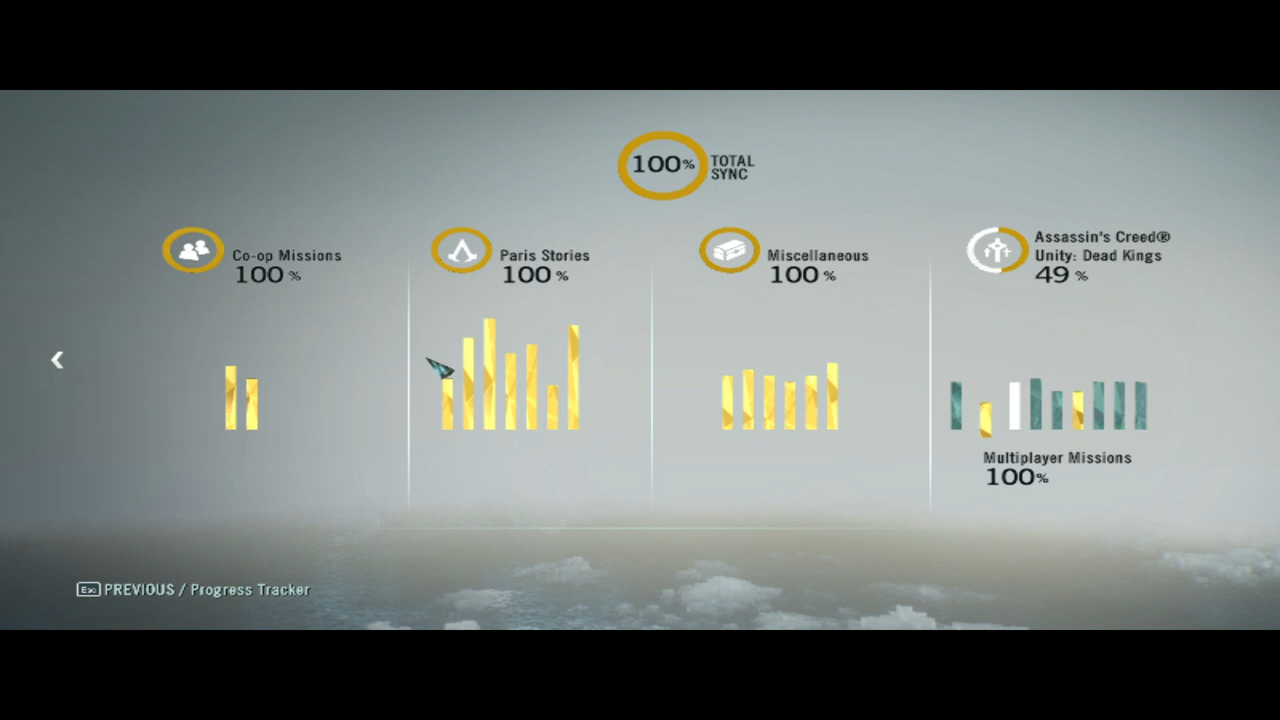 100% TOTAL
SYNC
Co-op Missions
100 %
Paris Stories
100 %
Miscellaneous
100 %
Assassin's Creed®
Unity: Dead Kings
49 %
Multiplayer Missions
100%
Esc PREVIOUS / Progress Tracker